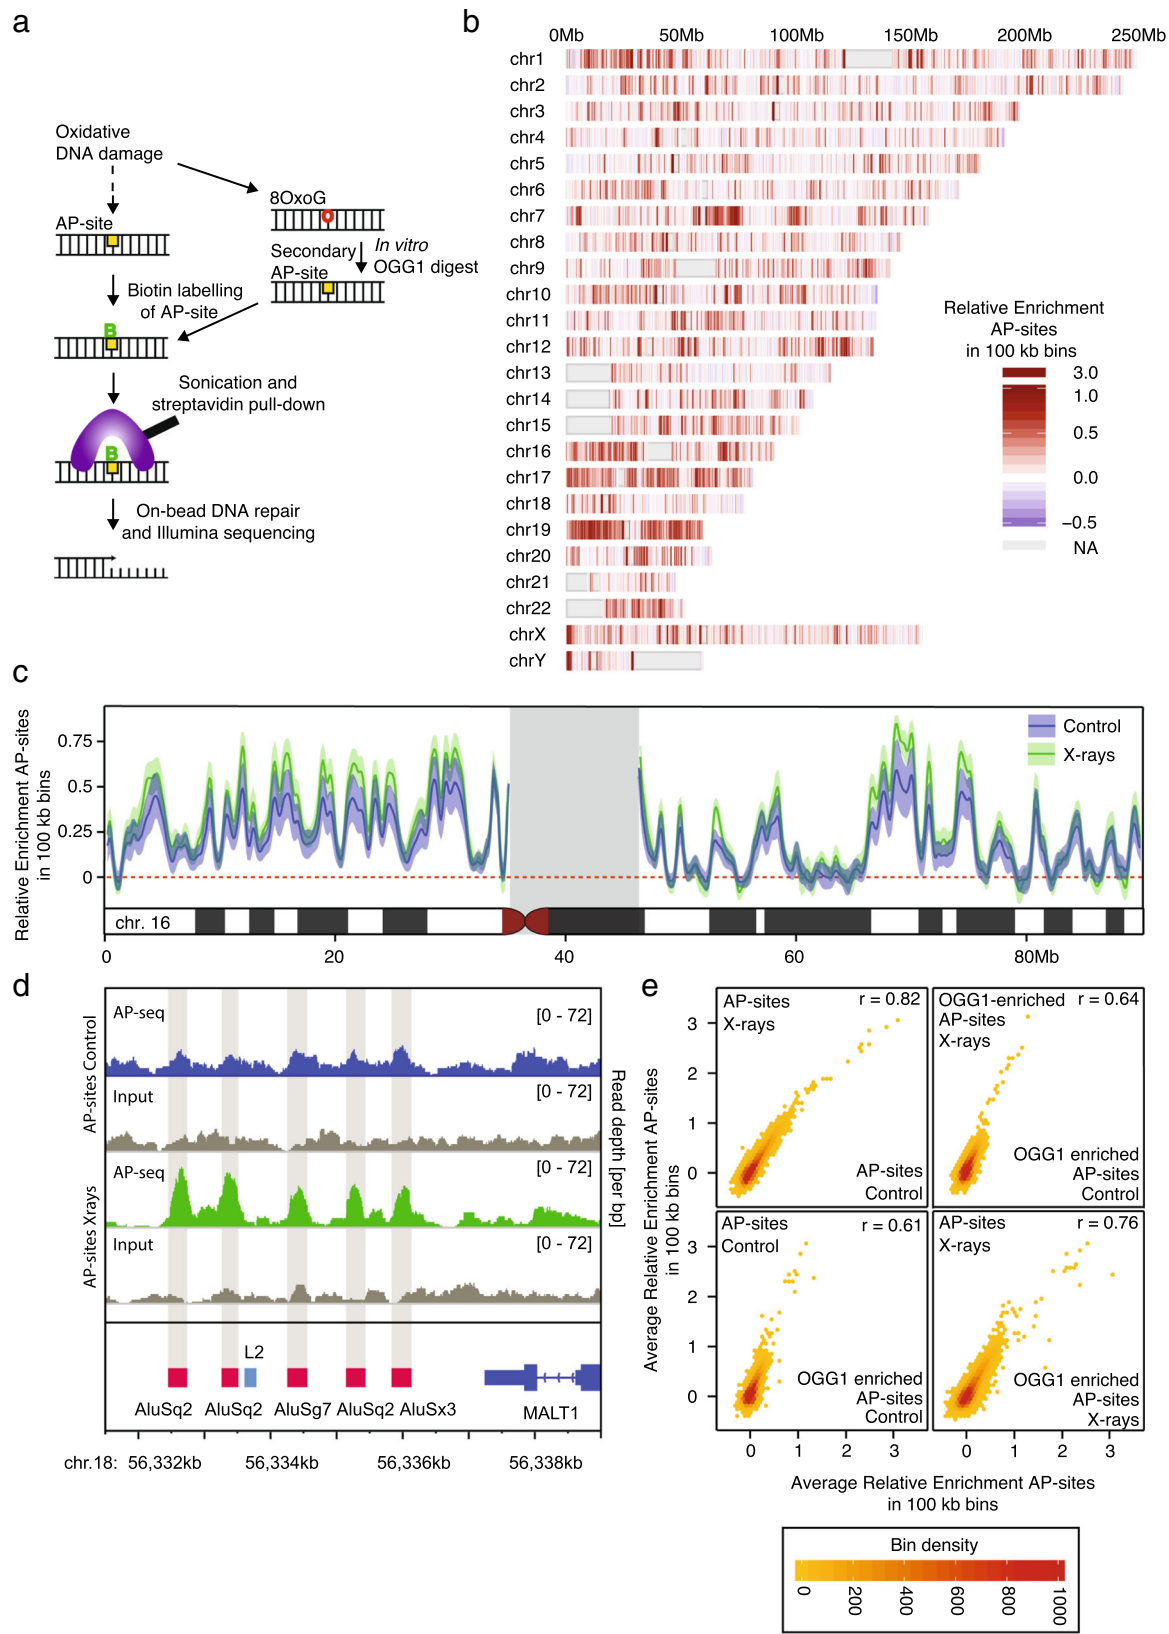 a
Oxidative
DNA damage
8OxoG
O
AP-site
Secondary
AP-site
In vitro
OGG1 digest
Biotin labelling
of AP-site
B
Sonication and
streptavidin pull-down
B
On-bead DNA repair
and Illumina sequencing
b
0Mb 50Mb 100Mb 150Mb 200Mb 250Mb
chr1
chr2
chr3
chr4
chr5
chr6
chr7
chr8
chr9
chr10
chr11
chr12
chr13
chr14
chr15
chr16
chr17
chr18
chr19
chr20
chr21
chr22
chrX
chrY
Relative Enrichment
AP-sites
in 100 kb bins
3.0
1.0
0.5
0.0
−0.5
NA
c
Relative Enrichment AP-sites
in 100 kb bins
0.75
0.5
0.25
0
Control
X-rays
chr. 16
0 20 40 60 80Mb
d
AP-sites Control
AP-seq [0 - 72]
Input [0 - 72]
AP-sites Xrays
AP-seq [0 - 72]
Input [0 - 72]
Read depth [per bp]
L2
AluSq2 AluSq2 AluSg7 AluSq2 AluSx3 MALT1
chr.18: 56,332kb 56,334kb 56,336kb 56,338kb
e
Average Relative Enrichment AP-sites
in 100 kb bins
3
2
1
0
AP-sites
X-rays
r = 0.82
AP-sites
Control
OGG1-enriched
AP-sites
X-rays
r = 0.64
OGG1 enriched
AP-sites
Control
3
2
1
0
AP-sites
Control
r = 0.61
OGG1 enriched
AP-sites
Control
AP-sites
X-rays
r = 0.76
OGG1 enriched
AP-sites
X-rays
0 1 2 3
0 1 2 3
Average Relative Enrichment AP-sites
in 100 kb bins
Bin density
0 200 400 600 800 1000